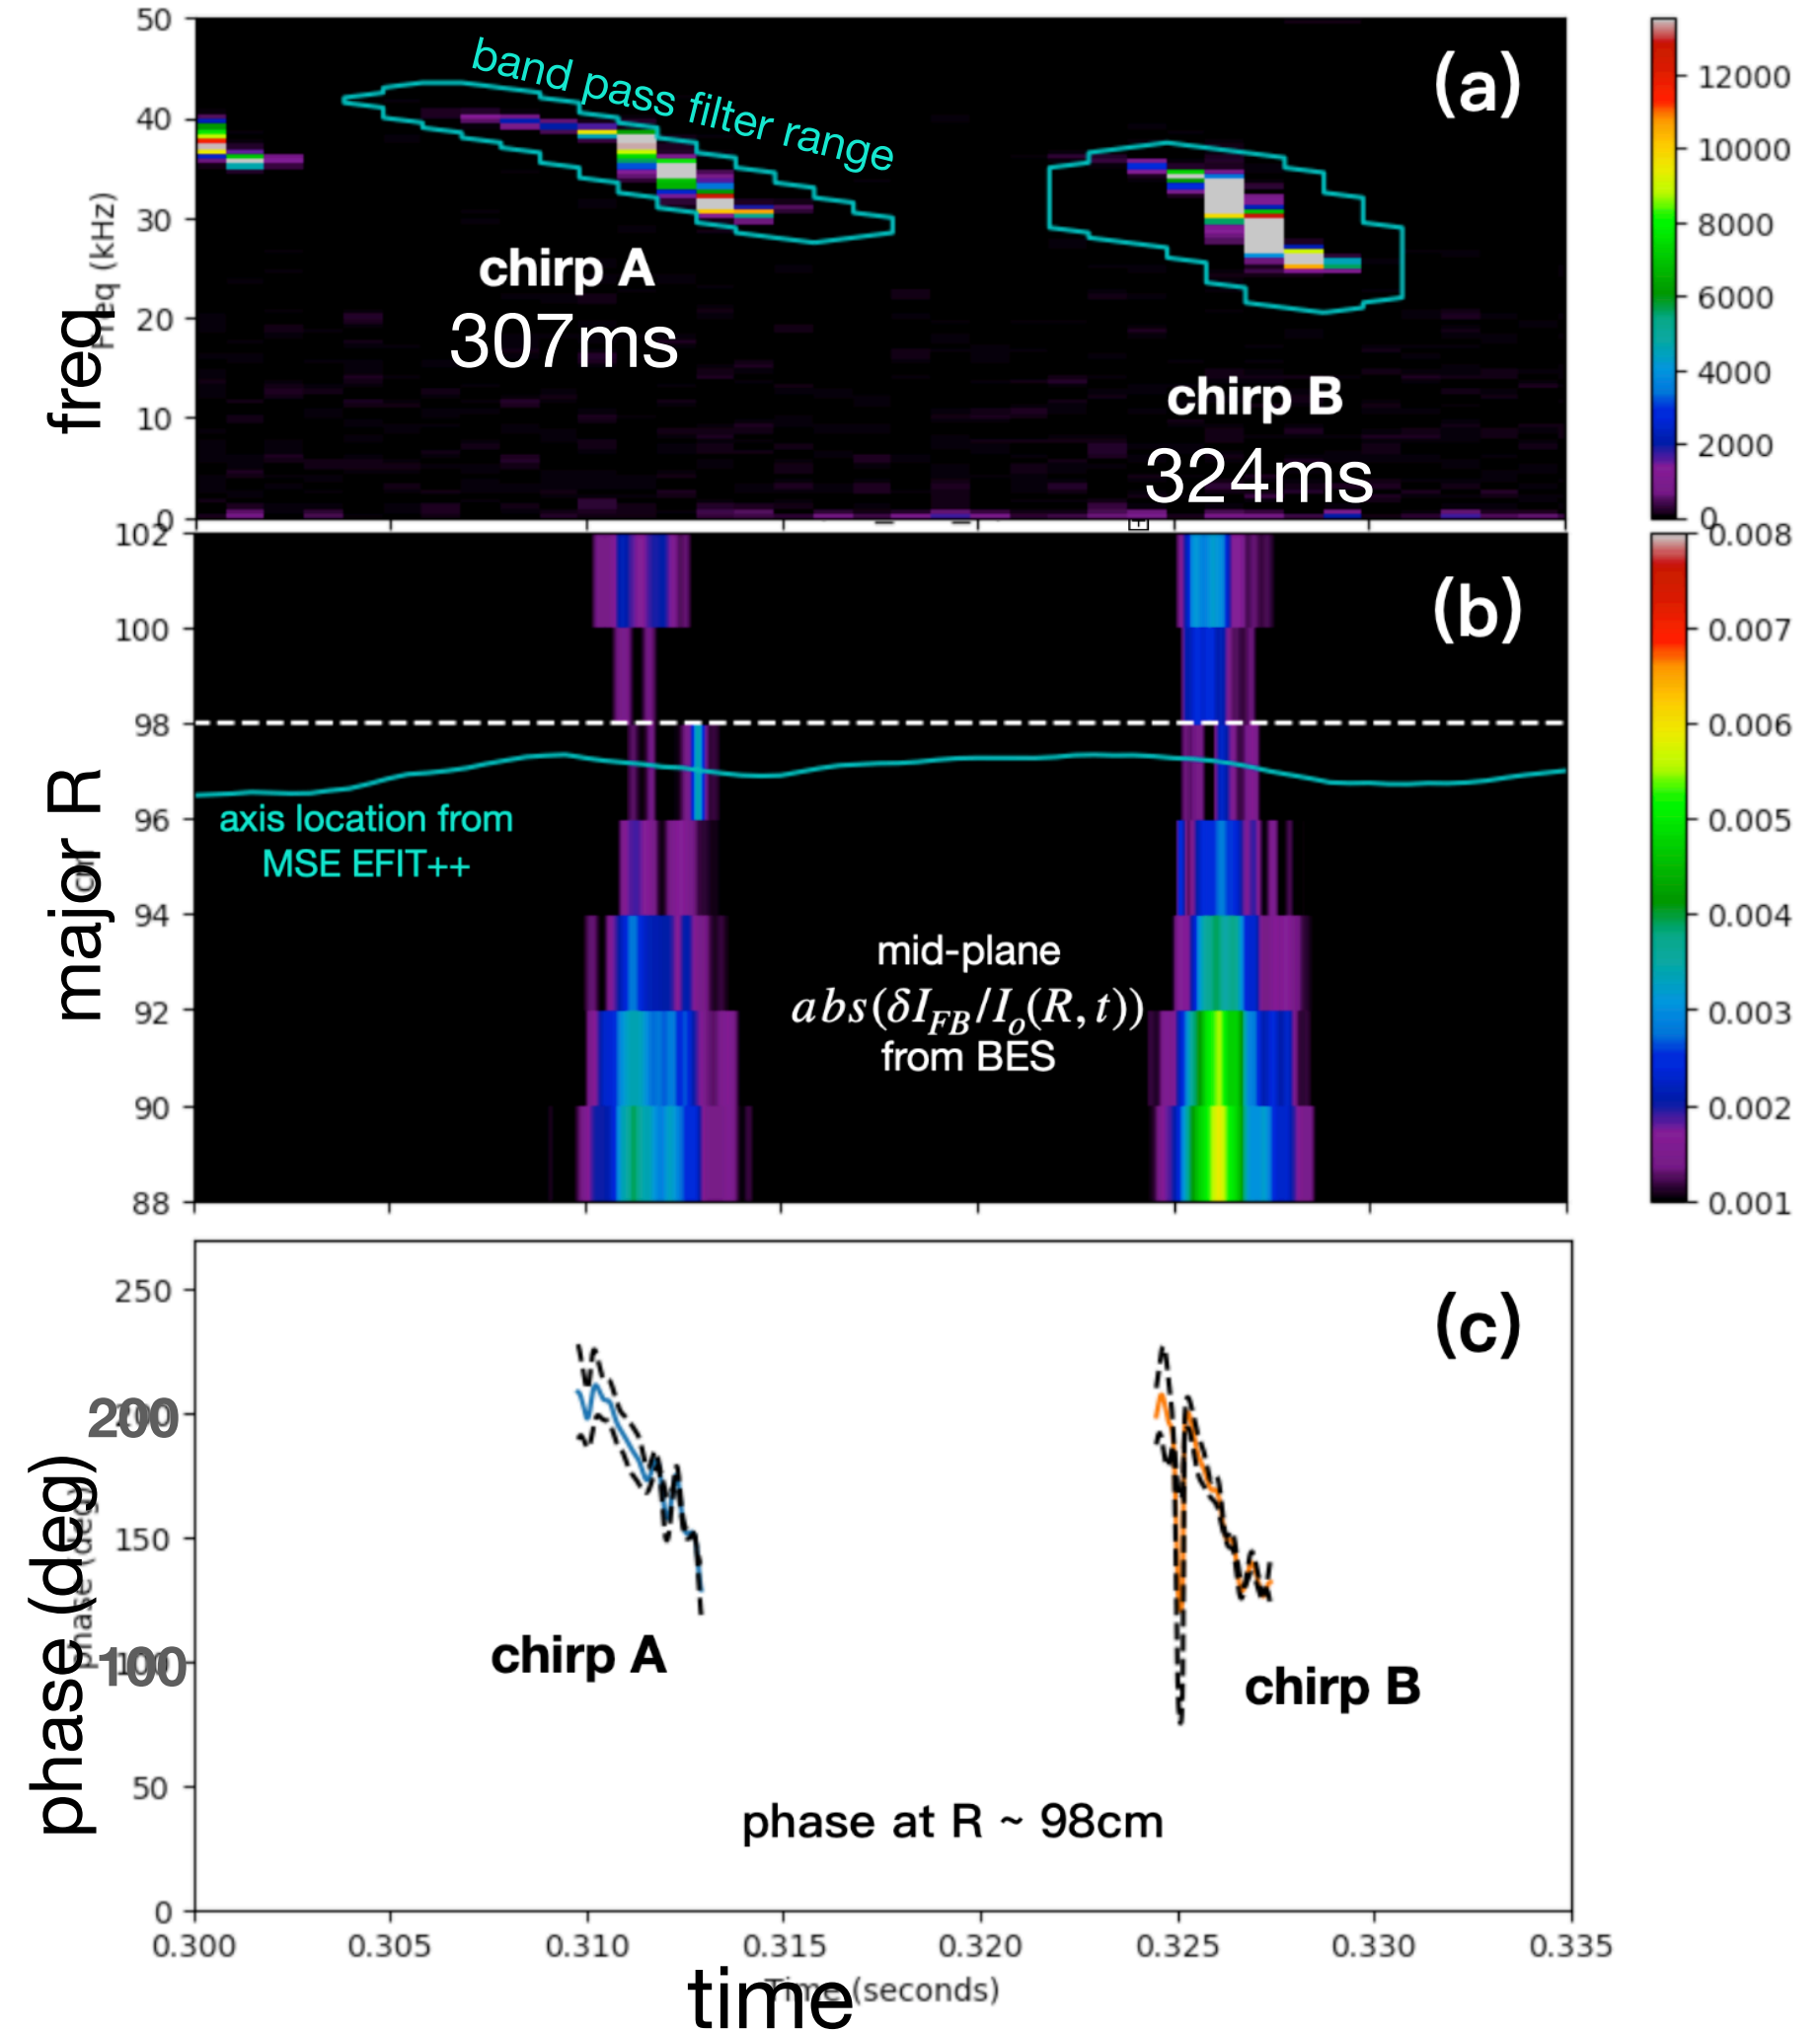 50
40
30
20
10
0
freq
Freq (kHz)
(a)
band pass filter range
chirp A
307ms
chirp B
324ms
12000
10000
8000
6000
4000
2000
0
102
100
98
96
94
92
90
88
major R
(b)
axis location from
MSE EFIT++
mid-plane
abs(δI_FB/I_o(R, t))
from BES
0.008
0.007
0.006
0.005
0.004
0.003
0.002
0.001
250
200
150
100
50
0
phase (deg)
phase (deg)
(c)
chirp A
chirp B
phase at R ~ 98cm
0.300 0.305 0.310 0.315 0.320 0.325 0.330 0.335
Time (seconds)
time